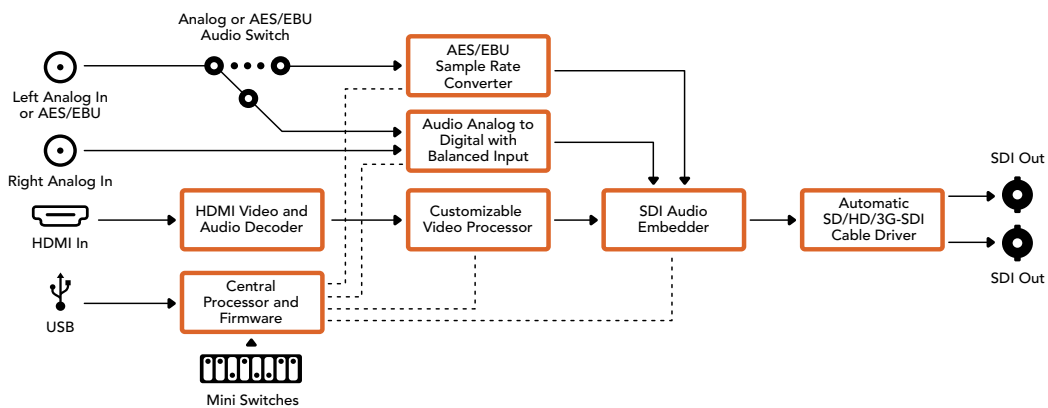 Analog or AES/EBU
Audio Switch
Left Analog In
or AES/EBU
AES/EBU
Sample Rate
Converter
Right Analog In
Audio Analog to
Digital with
Balanced Input
HDMI In
HDMI Video and
Audio Decoder
Customizable
Video Processor
SDI Audio
Embedder
Automatic
SD/HD/3G-SDI
Cable Driver
SDI Out
SDI Out
USB
Central
Processor and
Firmware
Mini Switches